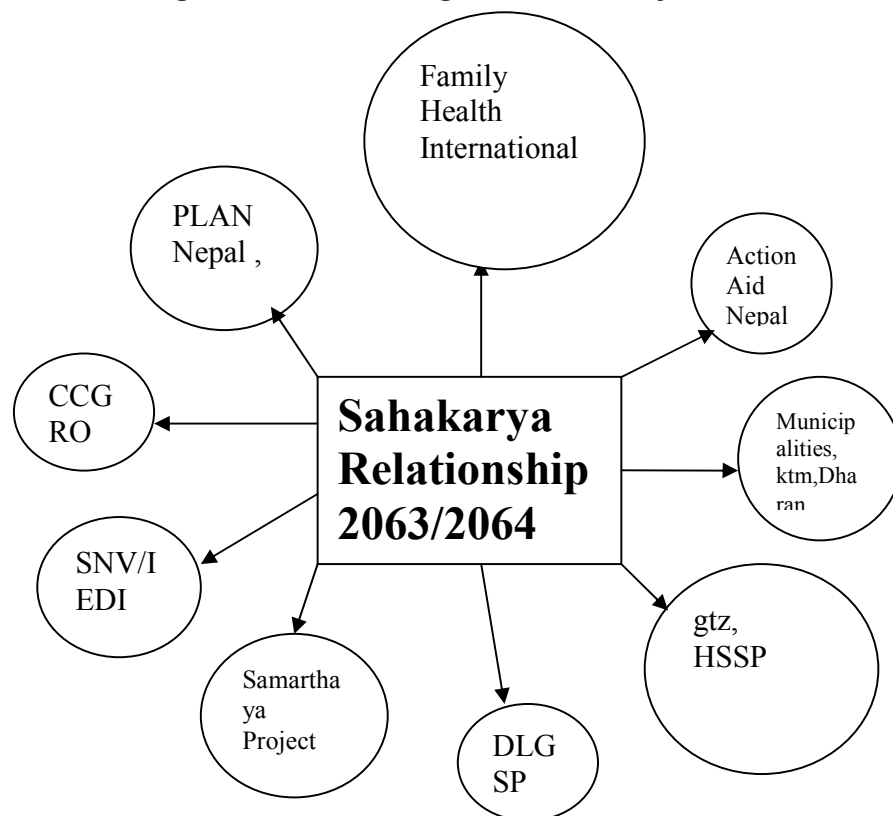 Family
Health
International
PLAN
Nepal ,
Action
Aid
Nepal
CCG
RO
Sahakarya
Relationship
2063/2064
Municip
alities,
ktm,Dha
ran
SNV/I
EDI
gtz,
HSSP
Samartha
ya
Project
DLG
SP